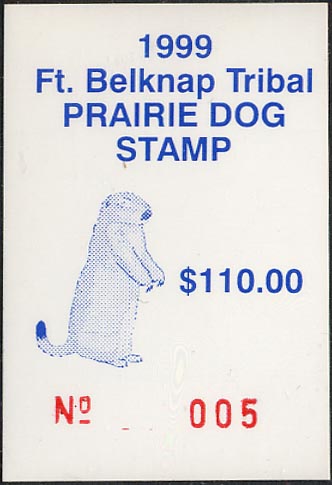 1999
Ft. Belknap Tribal
PRAIRIE DOG
STAMP
$110.00
Nº 005